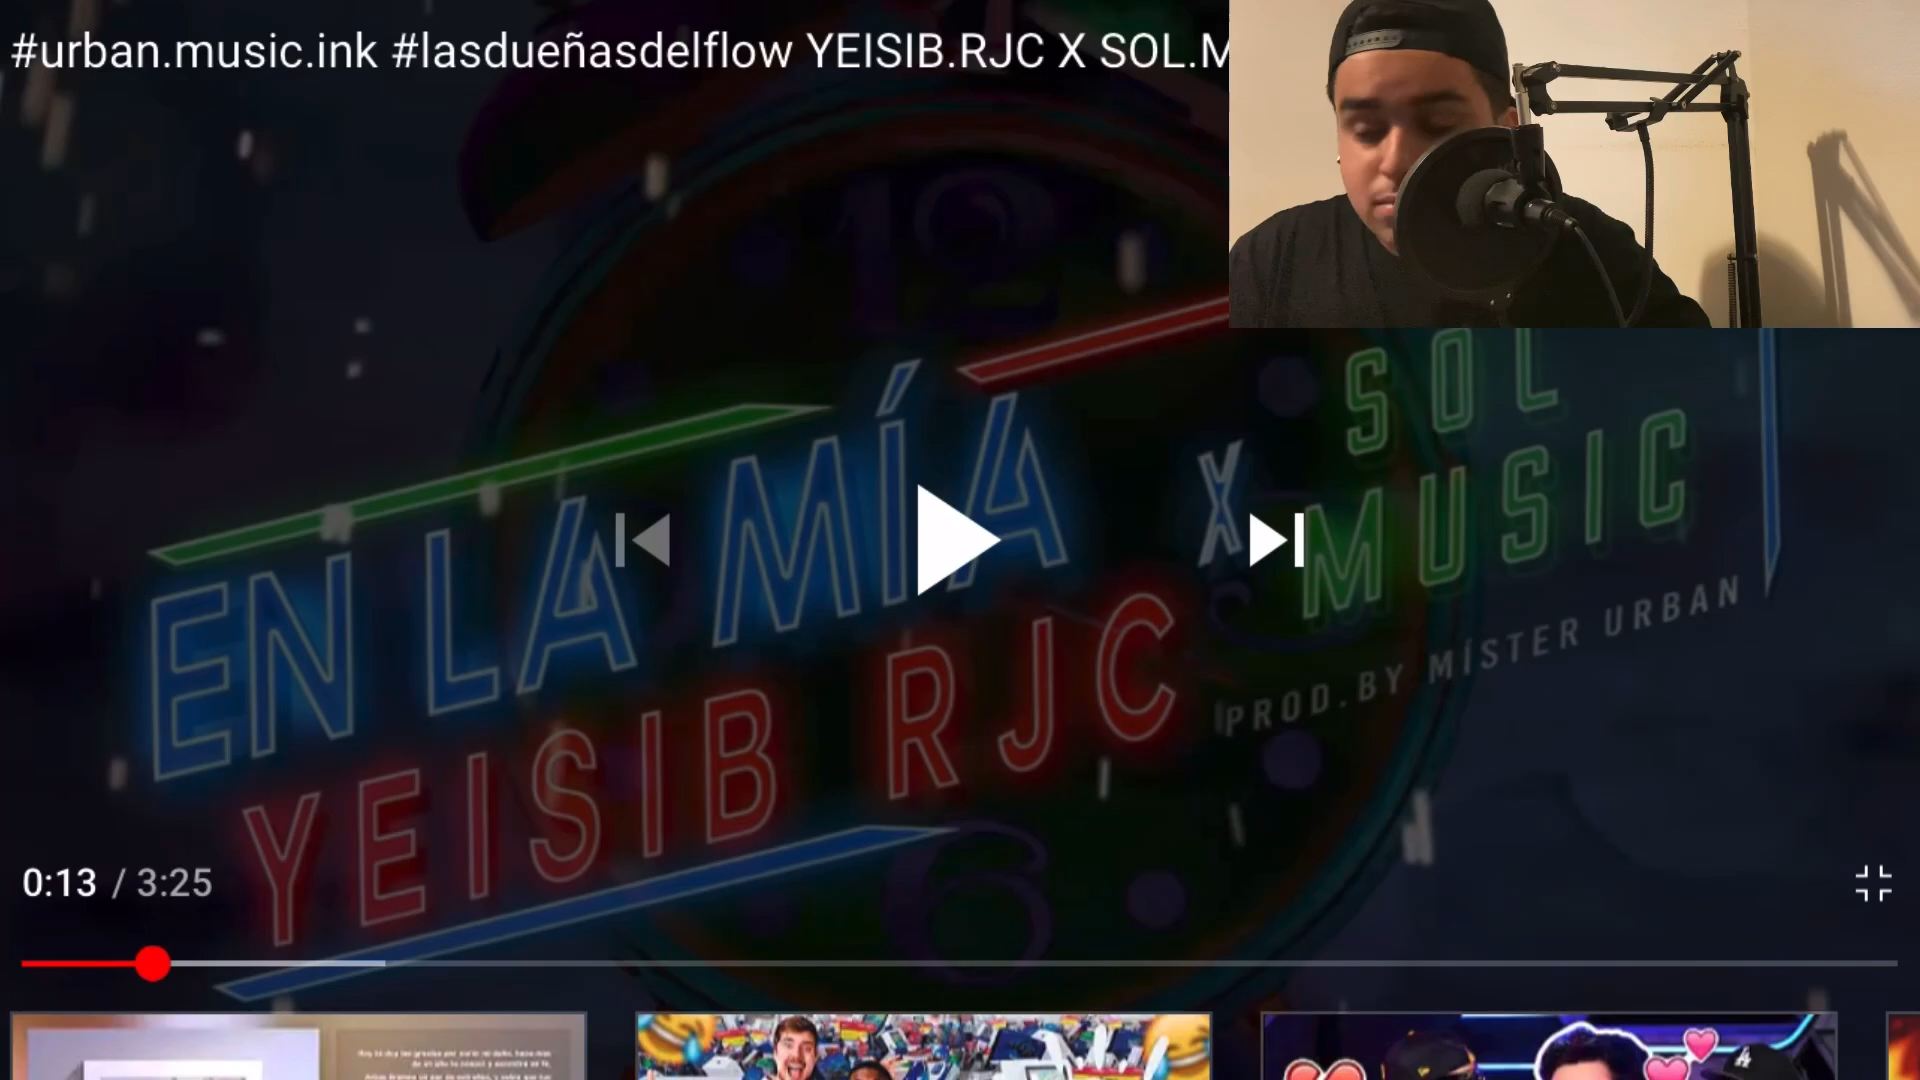 #urban.music.ink #lasdueñasdelflow YEISIB.RJC X SOL.M
EN LA MÍA X SOL MUSIC
YEISIB RJC
PROD.BY MÍSTER URBAN
0:13 / 3:25